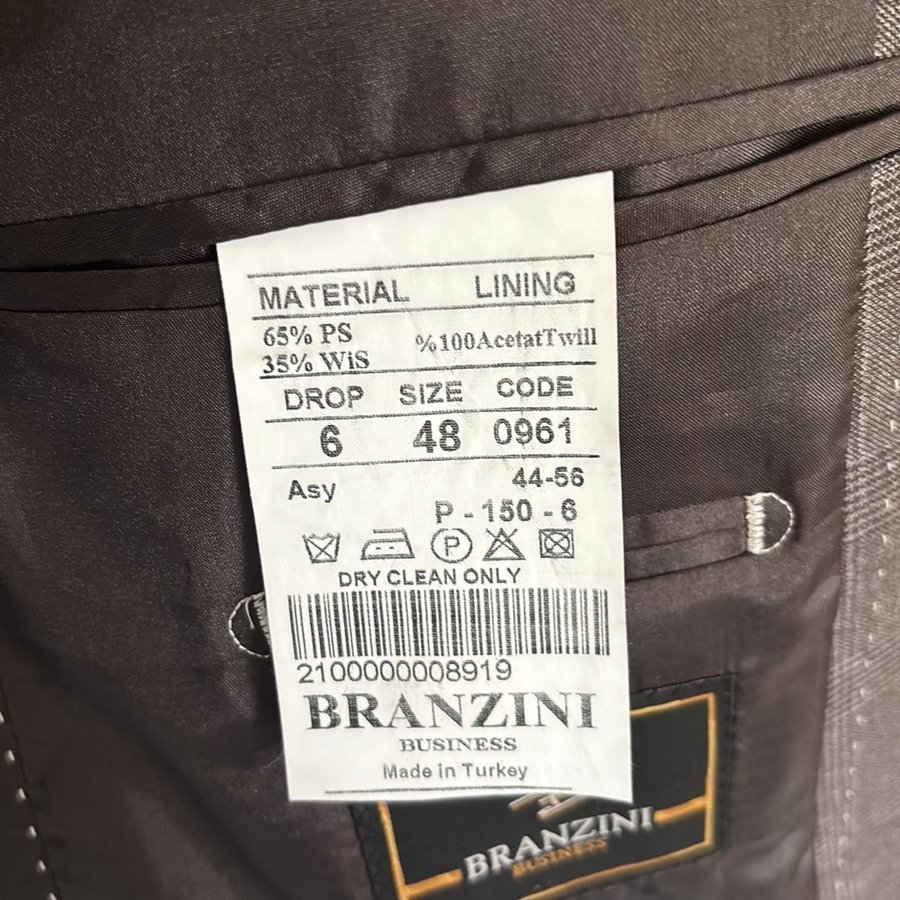 MATERIAL LINING
65% PS %100AcetatTwill
35% WiS
DROP SIZE CODE
6 48 0961
Asy 44-56
P - 150 - 6
P
DRY CLEAN ONLY
2100000008919
BRANZINI
BUSINESS
Made in Turkey
BRANZINI
BUSINESS